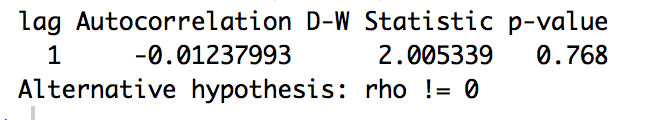 lag Autocorrelation D-W Statistic p-value
1 -0.01237993 2.005339 0.768
Alternative hypothesis: rho != 0